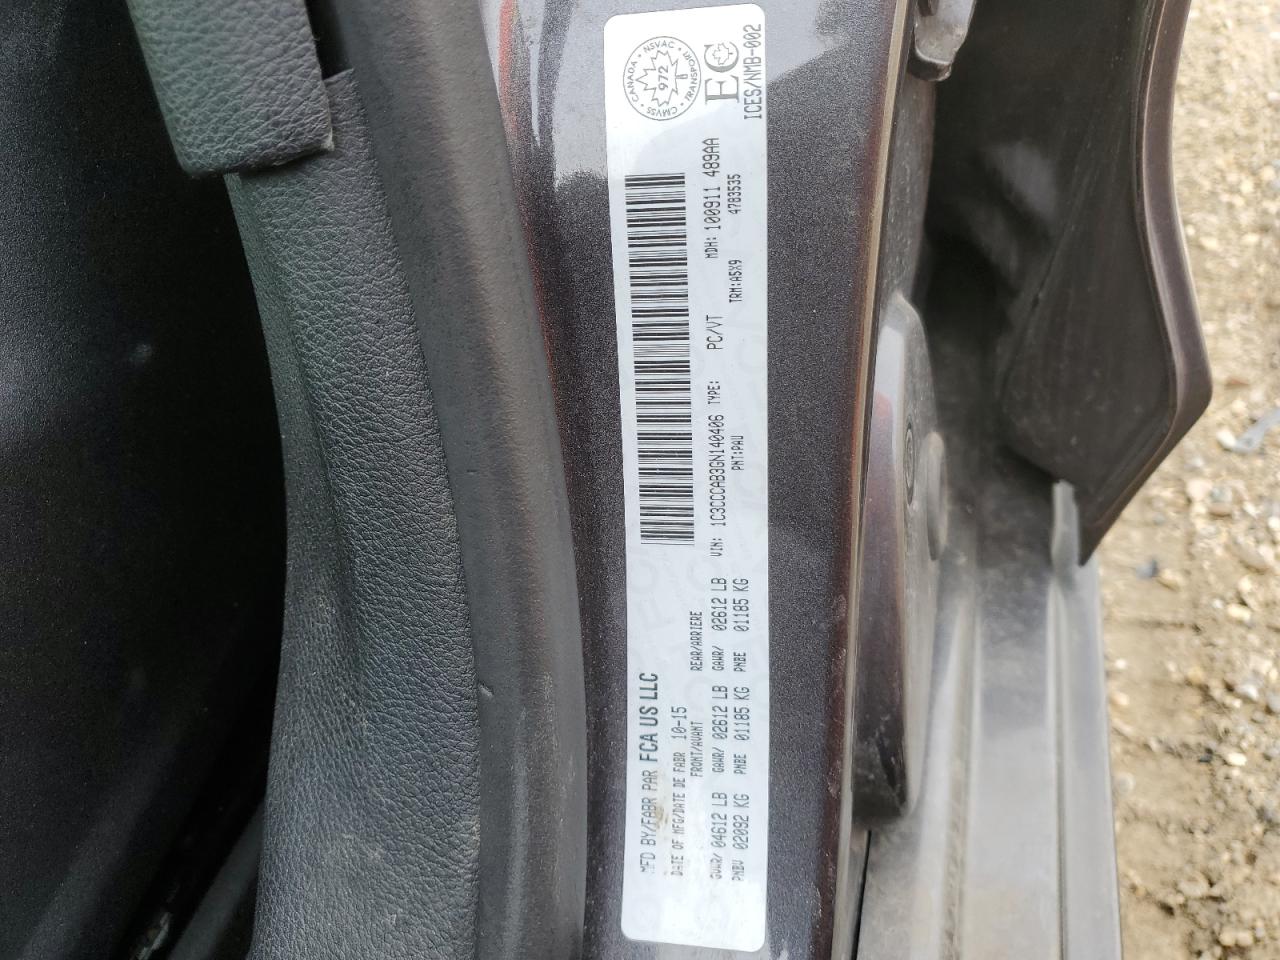 MFD BY/FABR PAR FCA US LLC
DATE OF MFG/DATE DE FABR 10-15
FRONT/AVANT REAR/ARRIERE
GVWR/ 04612 LB GAWR/ 02612 LB GAWR/ 02612 LB
PNBV 02092 KG PNBE 01185 KG PNBE 01185 KG
VIN: 1C3CCCAB3GN140406 TYPE: PC/VT MDH: 100911 489AA
PNT:PAU TRM:A5X9 4783535
CANADA • NSVAC • TRANSPORT • CMVSS •
972
8
EC
ICES/NMB-002